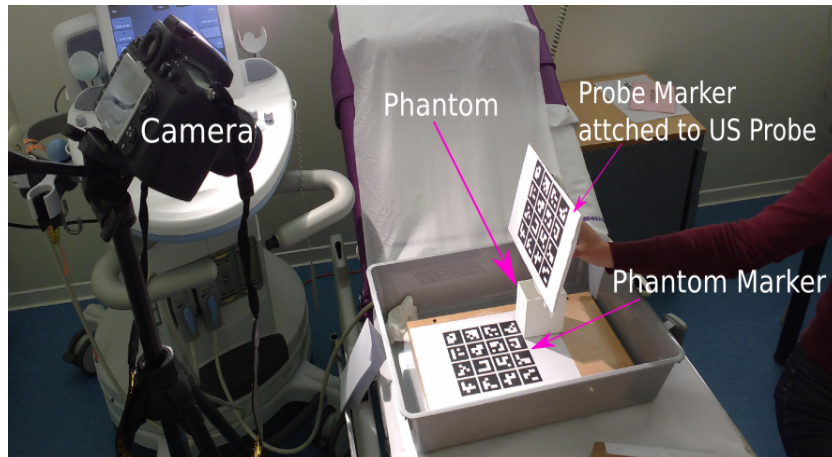 Camera
Phantom
Probe Marker
attched to US Probe
Phantom Marker